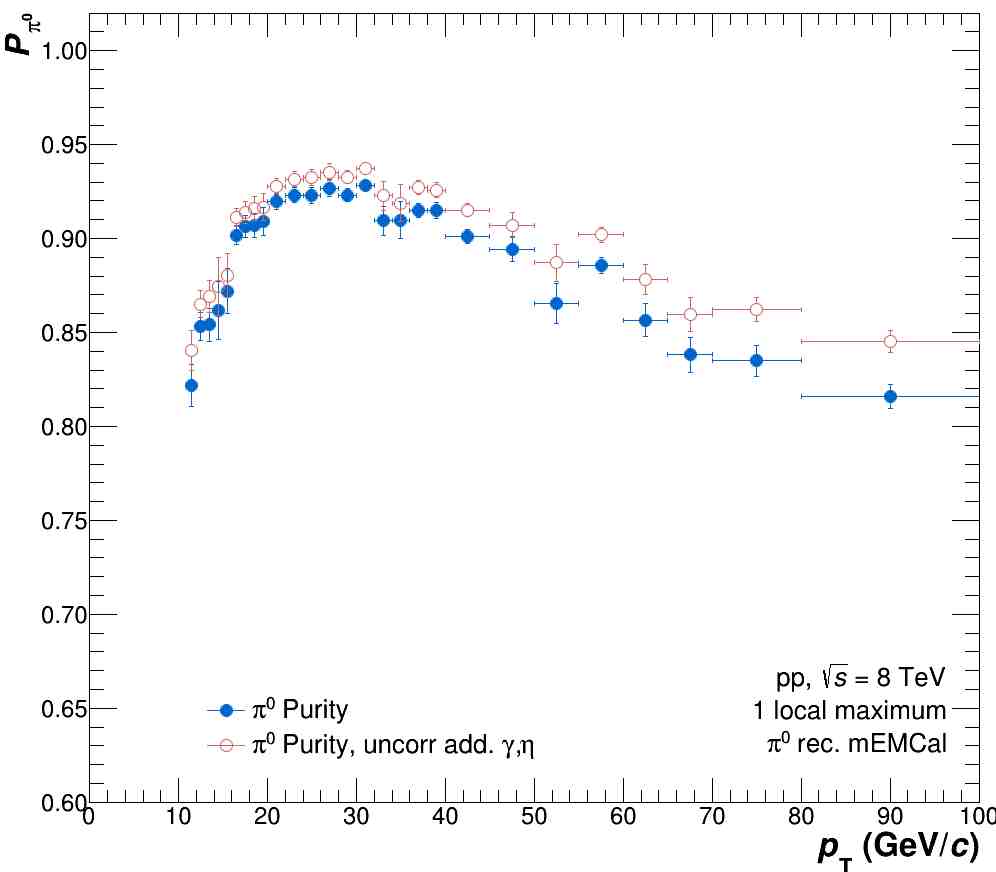 P π⁰
1.00
0.95
0.90
0.85
0.80
0.75
0.70
0.65
0.60
pp, √s = 8 TeV
1 local maximum
π⁰ rec. mEMCal
π⁰ Purity
π⁰ Purity, uncorr add. γ,η
0 10 20 30 40 50 60 70 80 90 100
p_T (GeV/c)